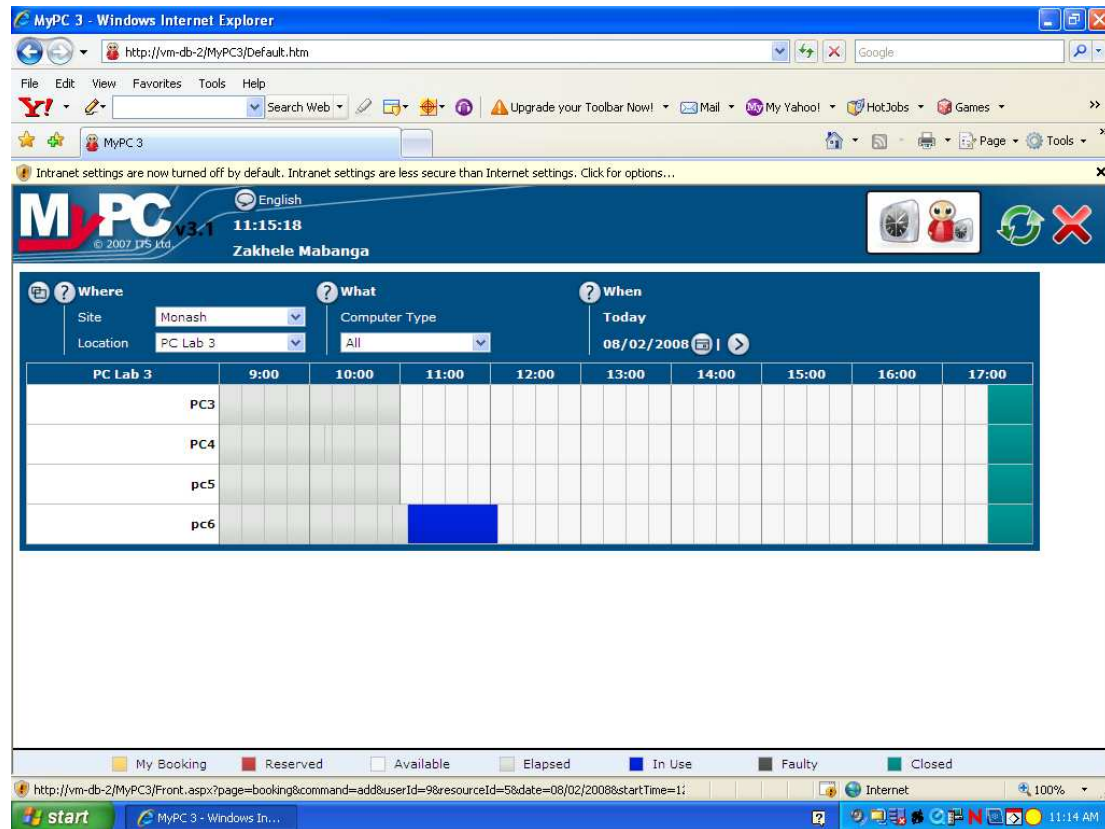 MyPC 3 - Windows Internet Explorer
http://vm-db-2/MyPC3/Default.htm
Google
File Edit View Favorites Tools Help
Y! Search Web Upgrade your Toolbar Now! Mail My Yahoo! HotJobs Games »
MyPC 3 Page Tools »
Intranet settings are now turned off by default. Intranet settings are less secure than Internet settings. Click for options...
MyPC v3.1
© 2007 ITS Ltd
English
11:15:18
Zakhele Mabanga
? Where ? What ? When
Site Monash Computer Type Today
Location PC Lab 3 All 08/02/2008 |
PC Lab 3 9:00 10:00 11:00 12:00 13:00 14:00 15:00 16:00 17:00
PC3
PC4
pc5
pc6
My Booking Reserved Available Elapsed In Use Faulty Closed
http://vm-db-2/MyPC3/Front.aspx?page=booking&command=add&userId=9&resourceId=5&date=08/02/2008&startTime=12 Internet 100%
start MyPC 3 - Windows In... 11:14 AM